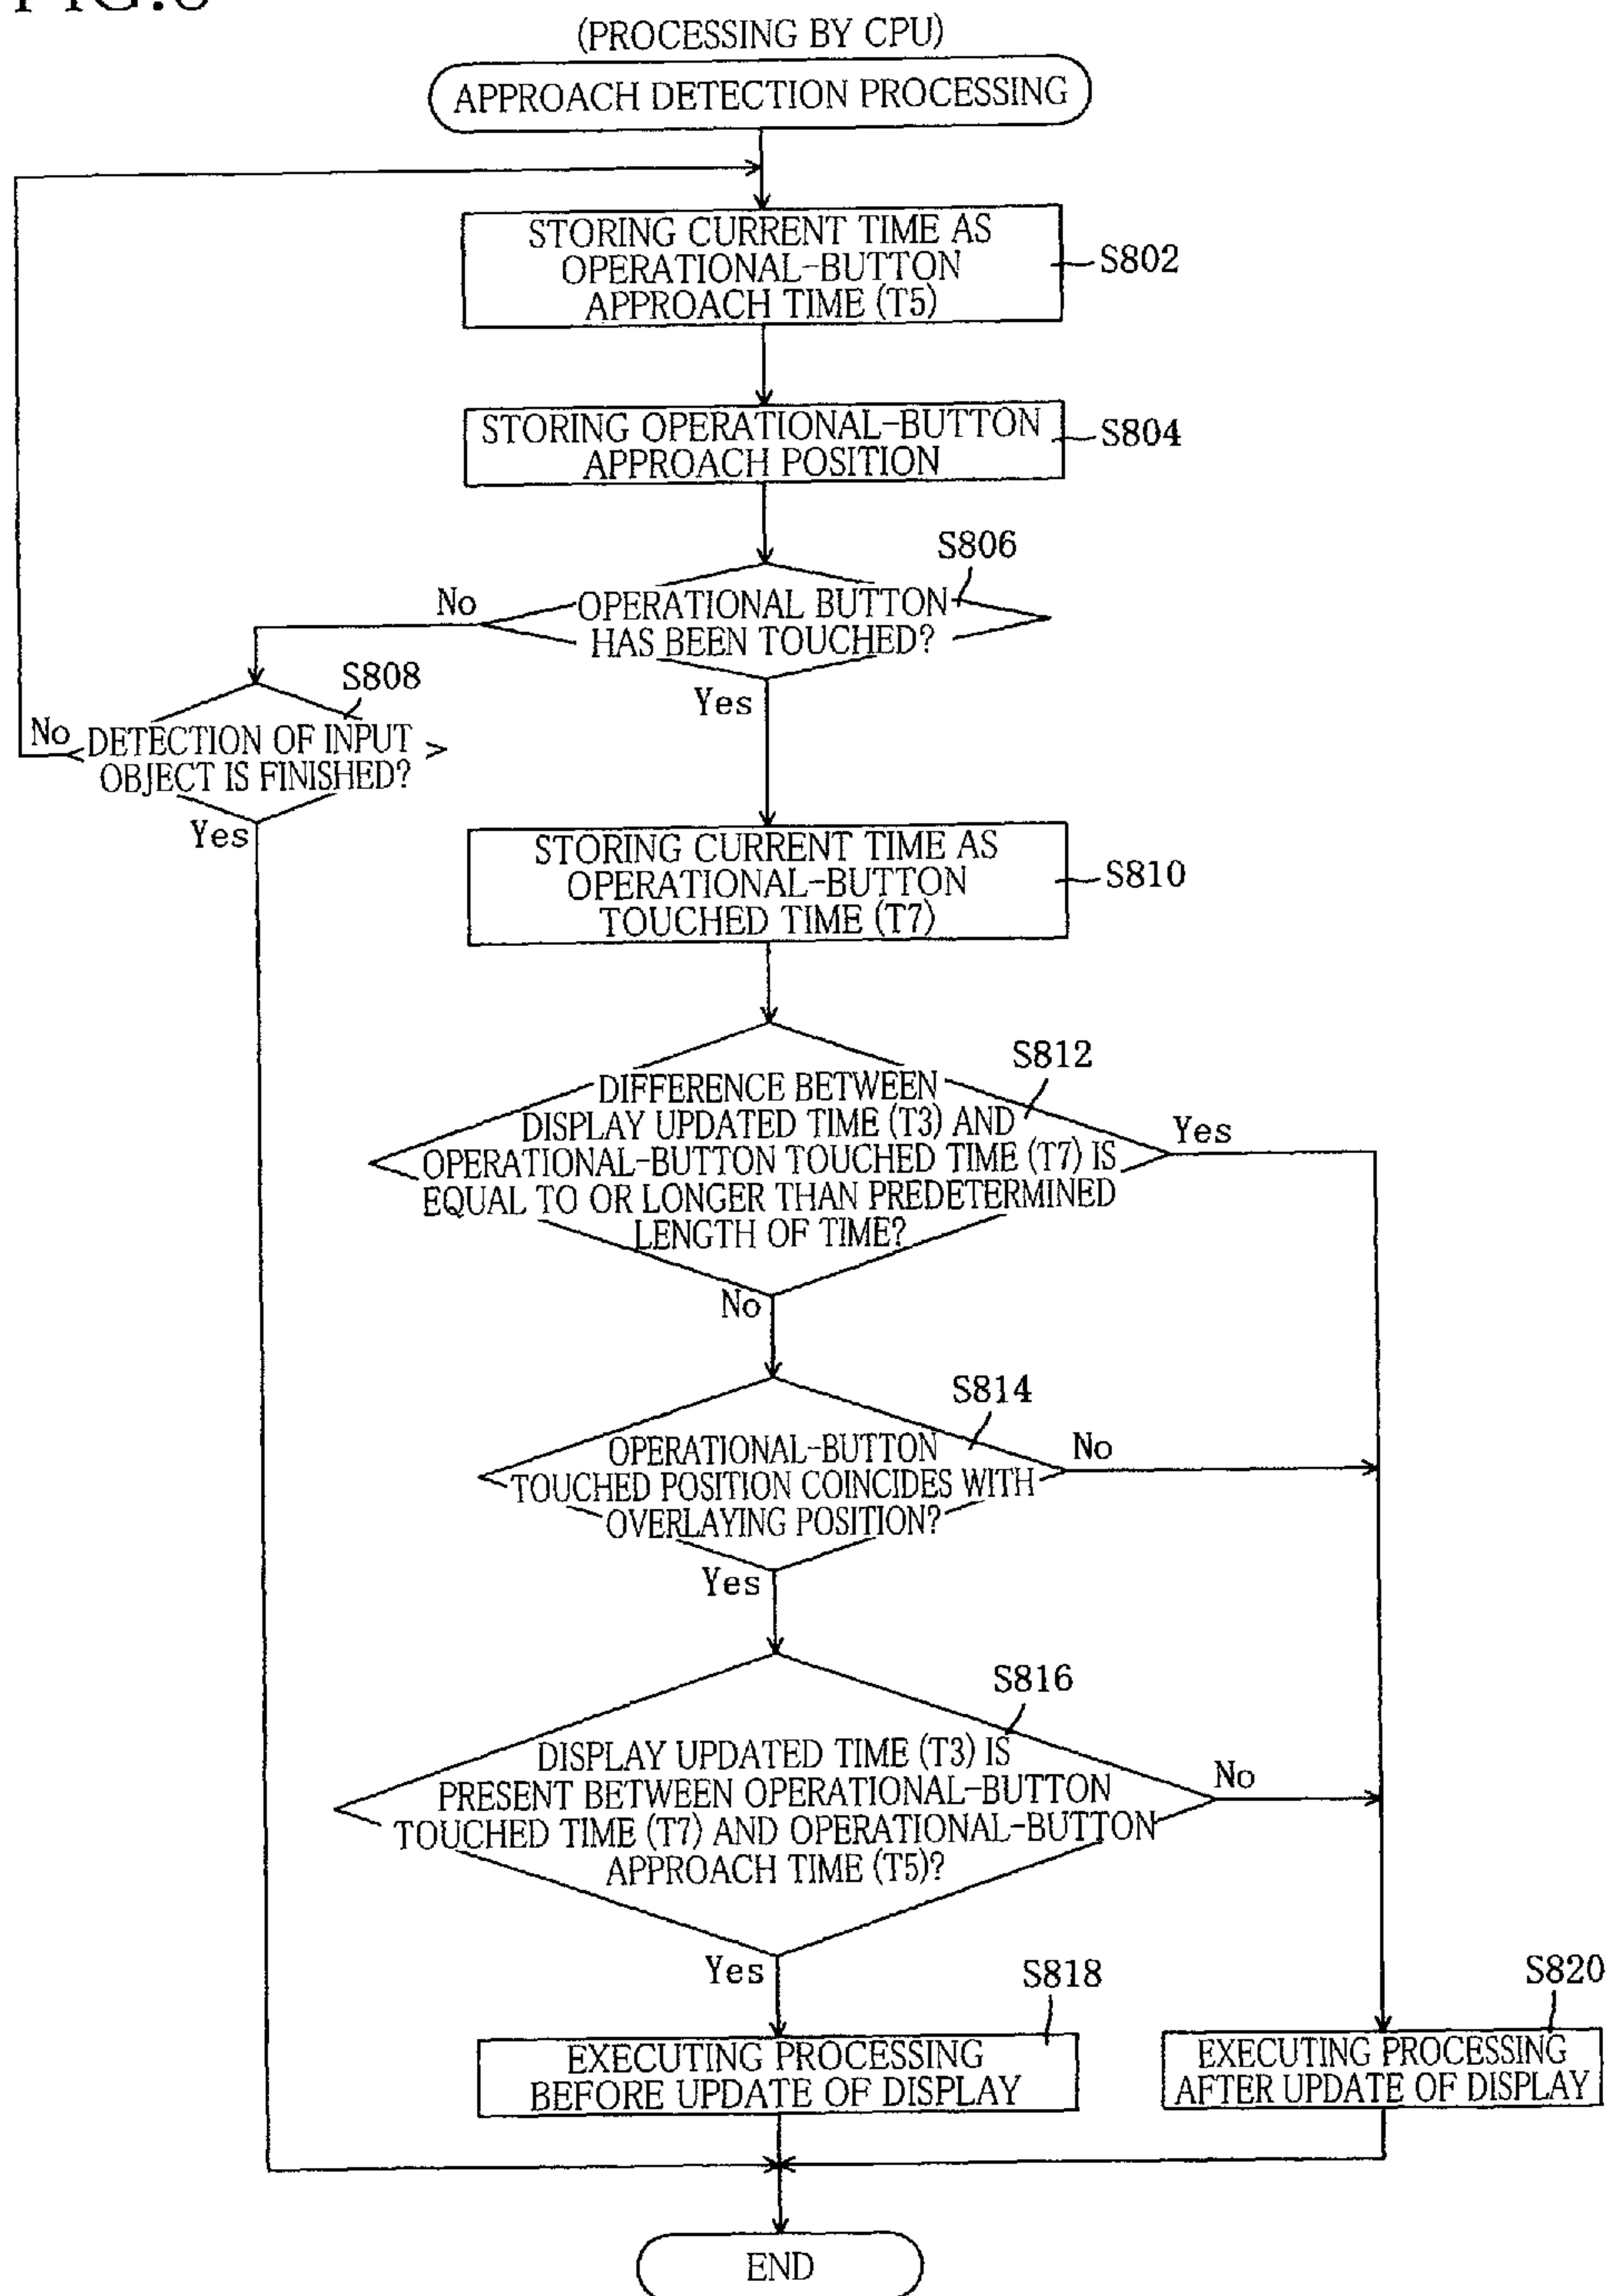 (PROCESSING BY CPU)
APPROACH DETECTION PROCESSING
STORING CURRENT TIME AS
OPERATIONAL-BUTTON
APPROACH TIME (T5)
S802
STORING OPERATIONAL-BUTTON
APPROACH POSITION
S804
S806
OPERATIONAL BUTTON
HAS BEEN TOUCHED?
No
Yes
S808
DETECTION OF INPUT
OBJECT IS FINISHED?
No
Yes
STORING CURRENT TIME AS
OPERATIONAL-BUTTON
TOUCHED TIME (T7)
S810
S812
DIFFERENCE BETWEEN
DISPLAY UPDATED TIME (T3) AND
OPERATIONAL-BUTTON TOUCHED TIME (T7) IS
EQUAL TO OR LONGER THAN PREDETERMINED
LENGTH OF TIME?
Yes
No
S814
OPERATIONAL-BUTTON
TOUCHED POSITION COINCIDES WITH
OVERLAYING POSITION?
No
Yes
S816
DISPLAY UPDATED TIME (T3) IS
PRESENT BETWEEN OPERATIONAL-BUTTON
TOUCHED TIME (T7) AND OPERATIONAL-BUTTON
APPROACH TIME (T5)?
No
Yes
S818
EXECUTING PROCESSING
BEFORE UPDATE OF DISPLAY
S820
EXECUTING PROCESSING
AFTER UPDATE OF DISPLAY
END